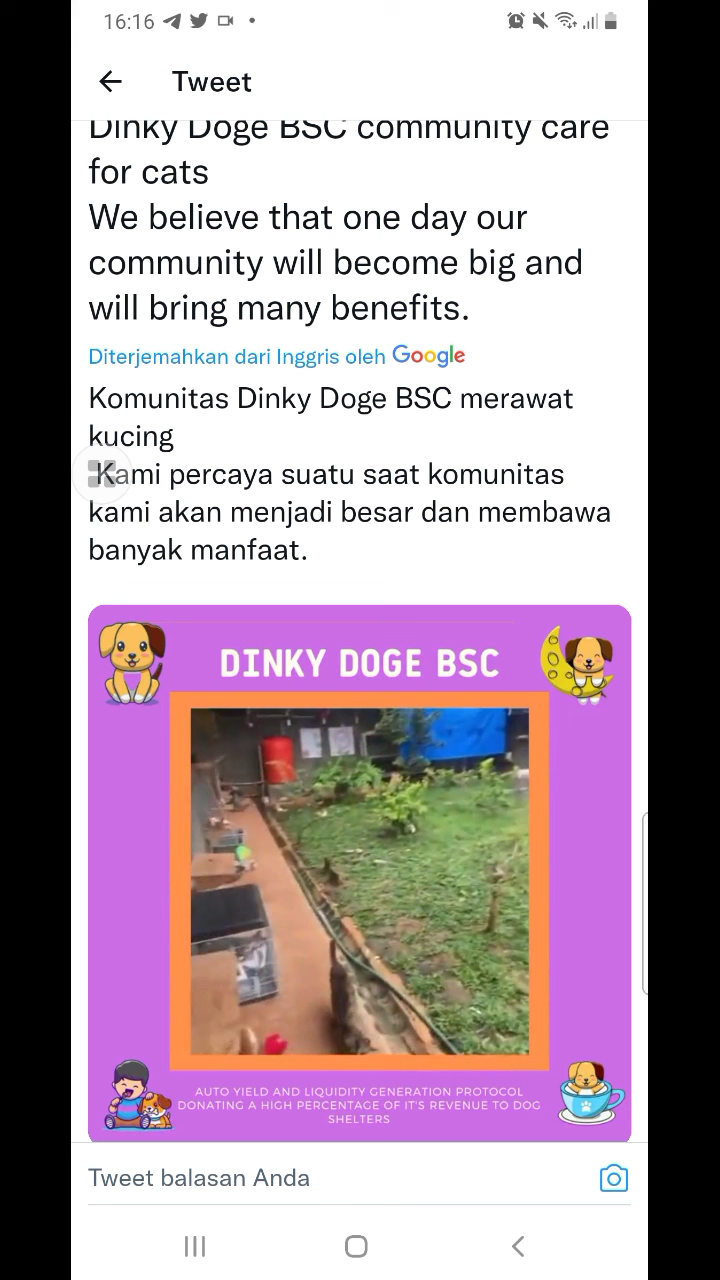 16:16
Tweet
Dinky Doge BSC community care
for cats
We believe that one day our
community will become big and
will bring many benefits.
Diterjemahkan dari Inggris oleh Google
Komunitas Dinky Doge BSC merawat
kucing
Kami percaya suatu saat komunitas
kami akan menjadi besar dan membawa
banyak manfaat.
DINKY DOGE BSC
AUTO YIELD AND LIQUIDITY GENERATION PROTOCOL
DONATING A HIGH PERCENTAGE OF IT'S REVENUE TO DOG
SHELTERS
Tweet balasan Anda